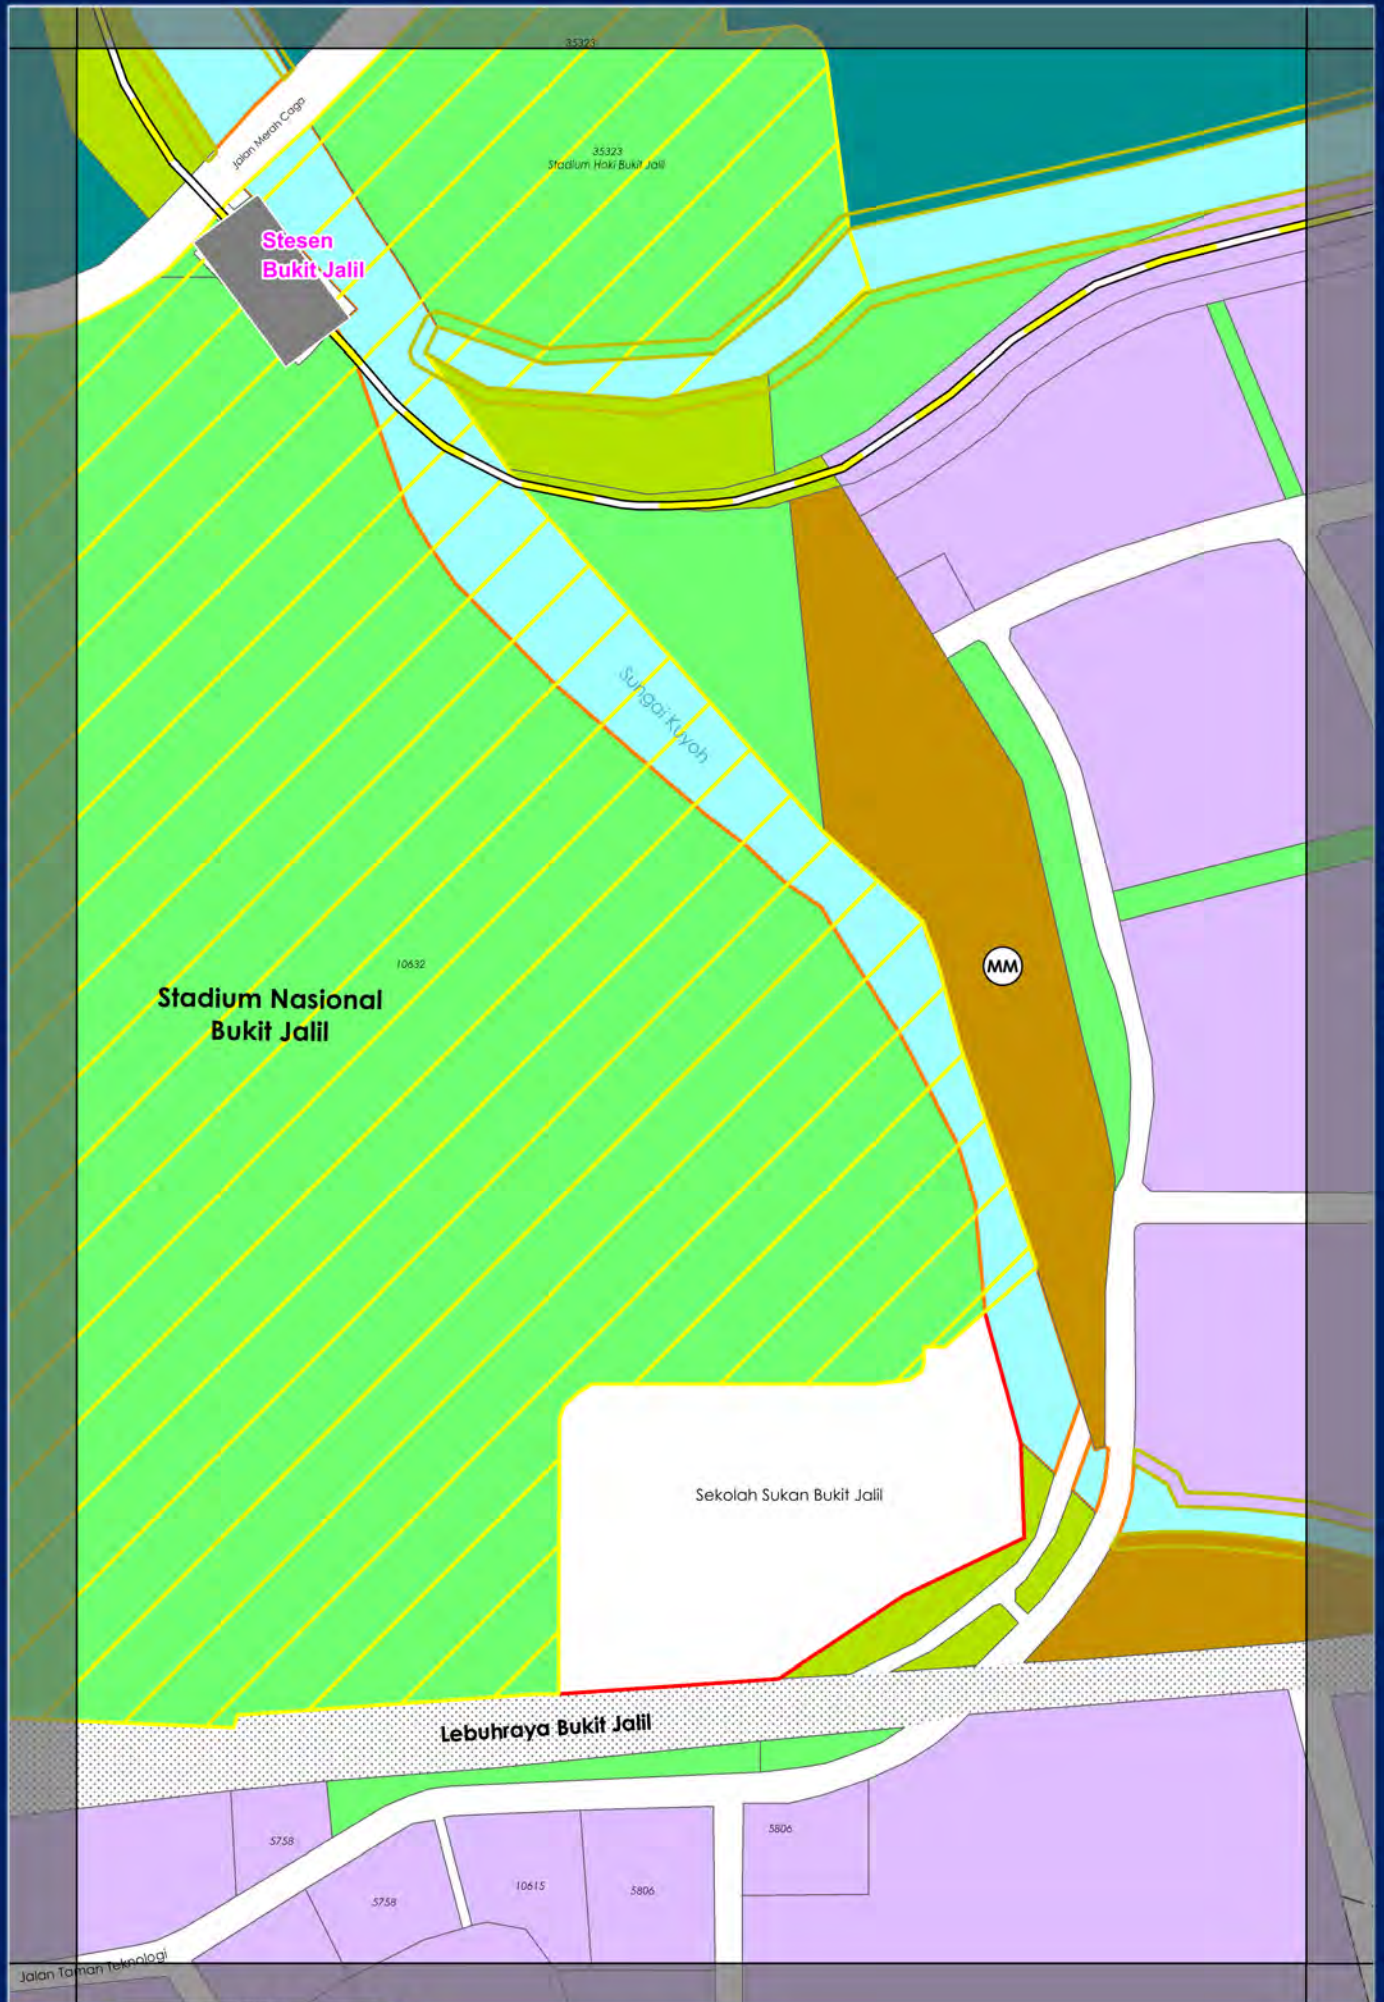 35323
Jalan Merah Caga
35323
Stadium Hoki Bukit Jalil
Stesen
Bukit Jalil
Sungai Kuyoh
10632
MM
Stadium Nasional
Bukit Jalil
Sekolah Sukan Bukit Jalil
Lebuhraya Bukit Jalil
5758
5806
5758
10615
5806
Jalan Taman Teknologi